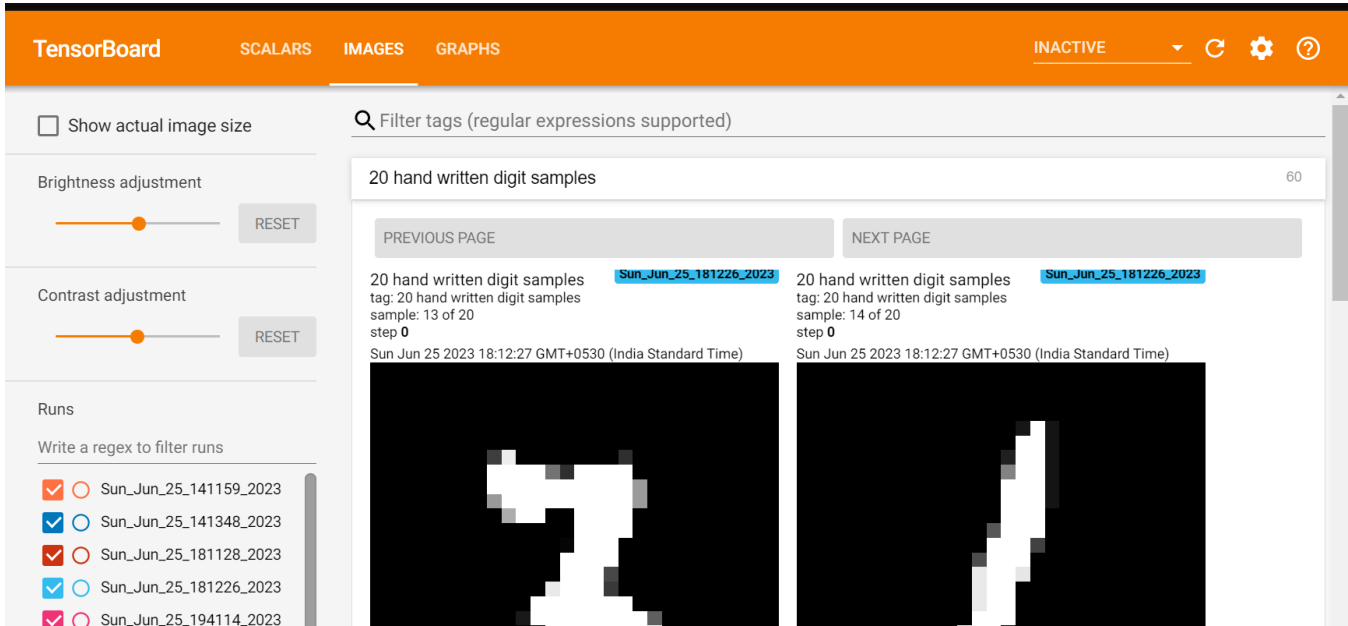 TensorBoard SCALARS IMAGES GRAPHS INACTIVE
Show actual image size
Brightness adjustment
RESET
Contrast adjustment
RESET
Runs
Write a regex to filter runs
Sun_Jun_25_141159_2023
Sun_Jun_25_141348_2023
Sun_Jun_25_181128_2023
Sun_Jun_25_181226_2023
Sun_Jun_25_194114_2023
Filter tags (regular expressions supported)
20 hand written digit samples 60
PREVIOUS PAGE NEXT PAGE
20 hand written digit samples Sun_Jun_25_181226_2023
tag: 20 hand written digit samples
sample: 13 of 20
step 0
Sun Jun 25 2023 18:12:27 GMT+0530 (India Standard Time)
20 hand written digit samples Sun_Jun_25_181226_2023
tag: 20 hand written digit samples
sample: 14 of 20
step 0
Sun Jun 25 2023 18:12:27 GMT+0530 (India Standard Time)